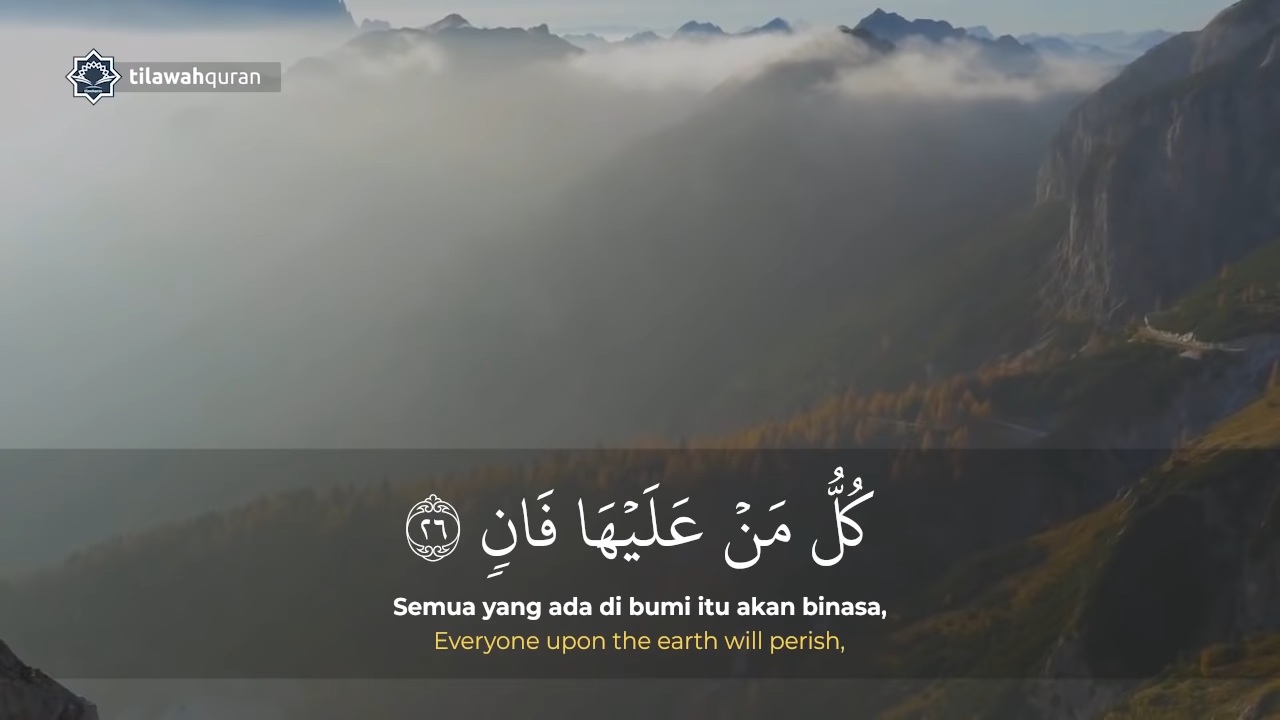 tilawahquran
كُلُّ مَنۡ عَلَيۡهَا فَانٍ ٢٦
Semua yang ada di bumi itu akan binasa,
Everyone upon the earth will perish,